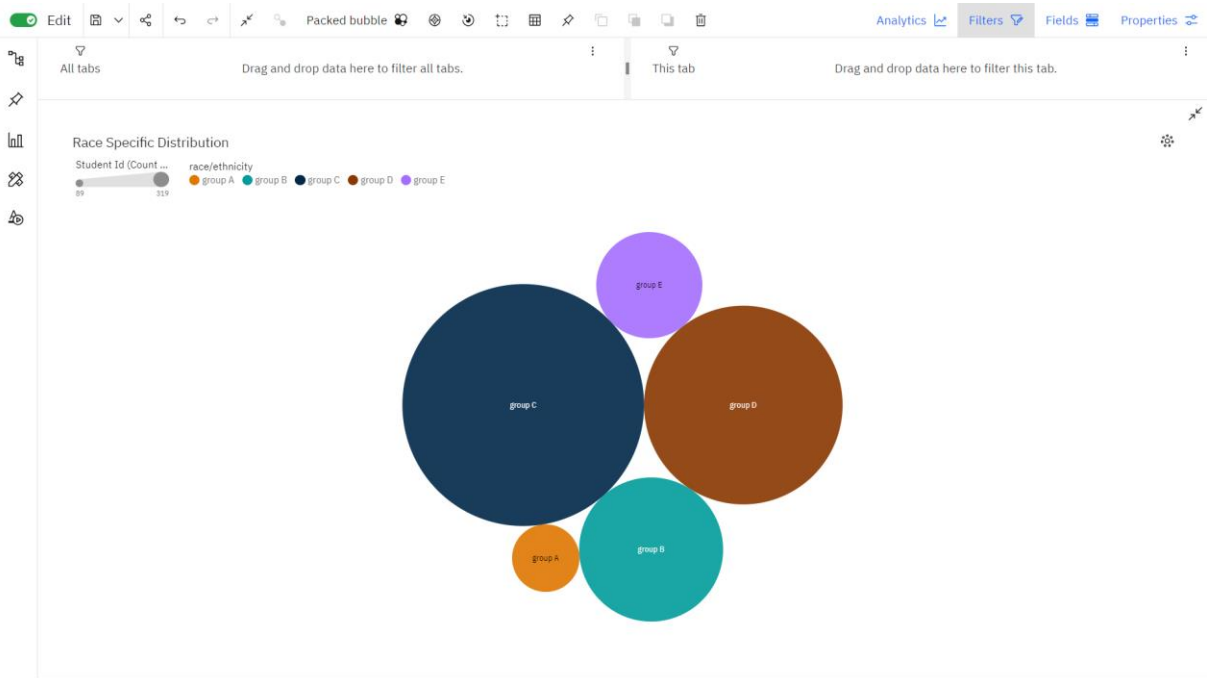 Edit
Packed bubble
Analytics
Filters
Fields
Properties
All tabs
Drag and drop data here to filter all tabs.
This tab
Drag and drop data here to filter this tab.
Race Specific Distribution
Student Id (Count ...
89
319
race/ethnicity
group A group B group C group D group E
group E
group C
group D
group B
group A